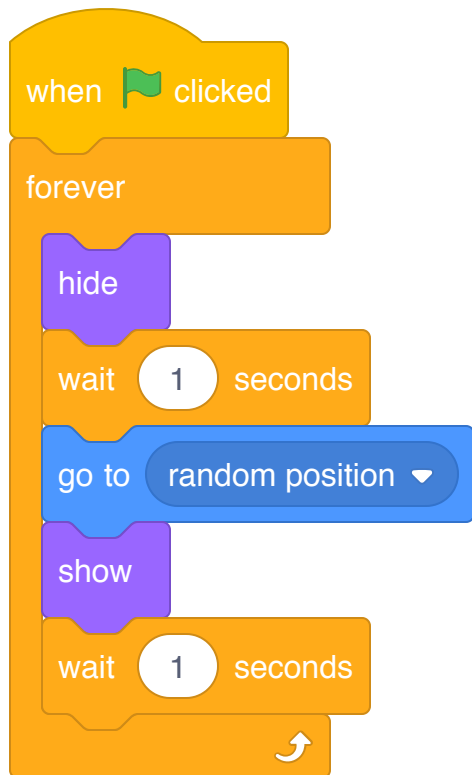 when clicked
forever
hide
wait 1 seconds
go to random position
show
wait 1 seconds